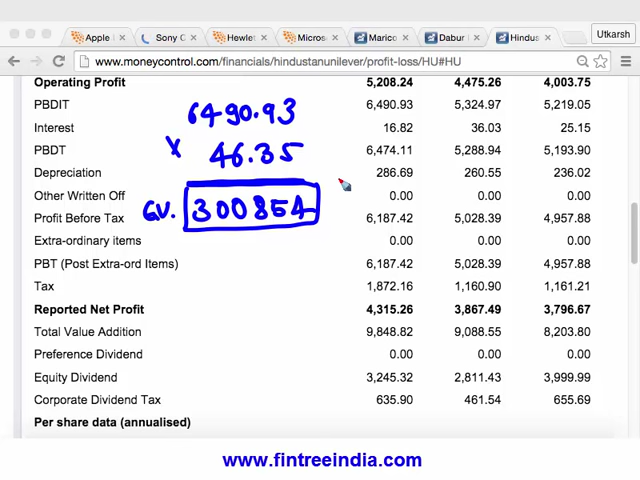 Utkarsh
Apple Sony C Hewlet Micros Marico Dabur Hindus
www.moneycontrol.com/financials/hindustanunilever/profit-loss/HU#HU
Operating Profit 5,208.24 4,475.26 4,003.75
PBDIT 6,490.93 5,324.97 5,219.05
Interest 16.82 36.03 25.15
PBDT 6,474.11 5,288.94 5,193.90
Depreciation 286.69 260.55 236.02
Other Written Off 0.00 0.00 0.00
Profit Before Tax 6,187.42 5,028.39 4,957.88
Extra-ordinary items 0.00 0.00 0.00
PBT (Post Extra-ord Items) 6,187.42 5,028.39 4,957.88
Tax 1,872.16 1,160.90 1,161.21
Reported Net Profit 4,315.26 3,867.49 3,796.67
Total Value Addition 9,848.82 9,088.55 8,203.80
Preference Dividend 0.00 0.00 0.00
Equity Dividend 3,245.32 2,811.43 3,999.99
Corporate Dividend Tax 635.90 461.54 655.69
Per share data (annualised)
6490.93
X 46.35
EV. 300854
www.fintreeindia.com